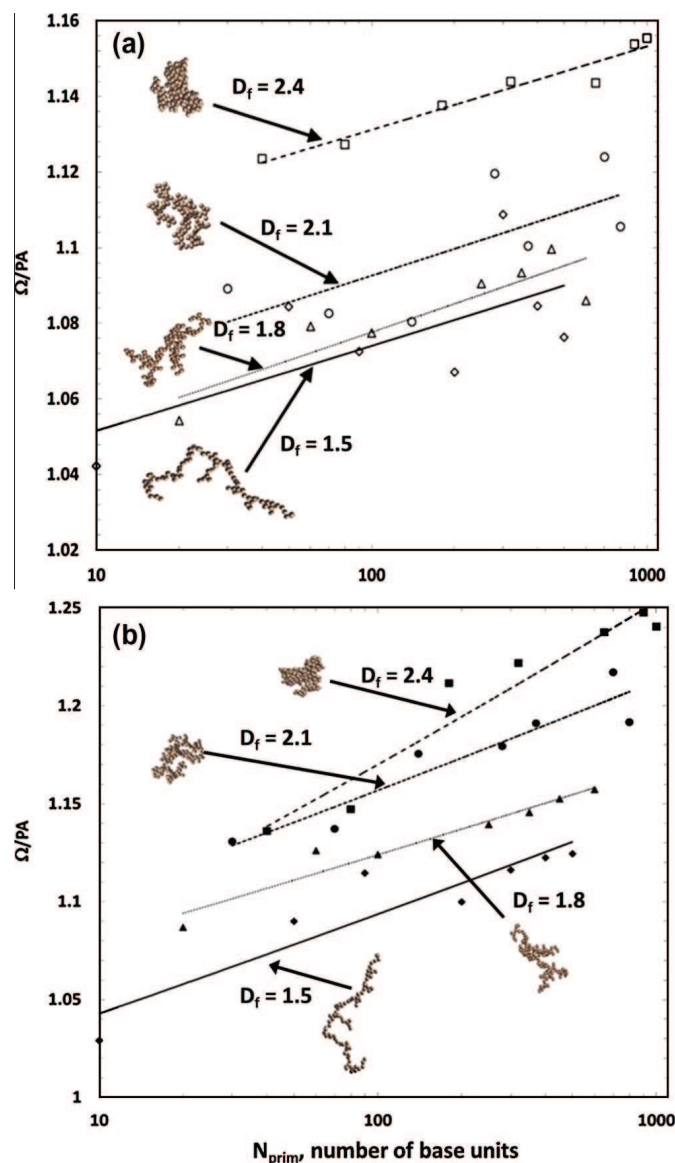 (a)
1.16
1.14
1.12
1.1
1.08
1.06
1.04
1.02
Ω/PA
D_f = 2.4
D_f = 2.1
D_f = 1.8
D_f = 1.5
10
100
1000
(b)
1.25
1.2
1.15
1.1
1.05
1
Ω/PA
D_f = 2.4
D_f = 2.1
D_f = 1.8
D_f = 1.5
10
100
1000
N_prim, number of base units